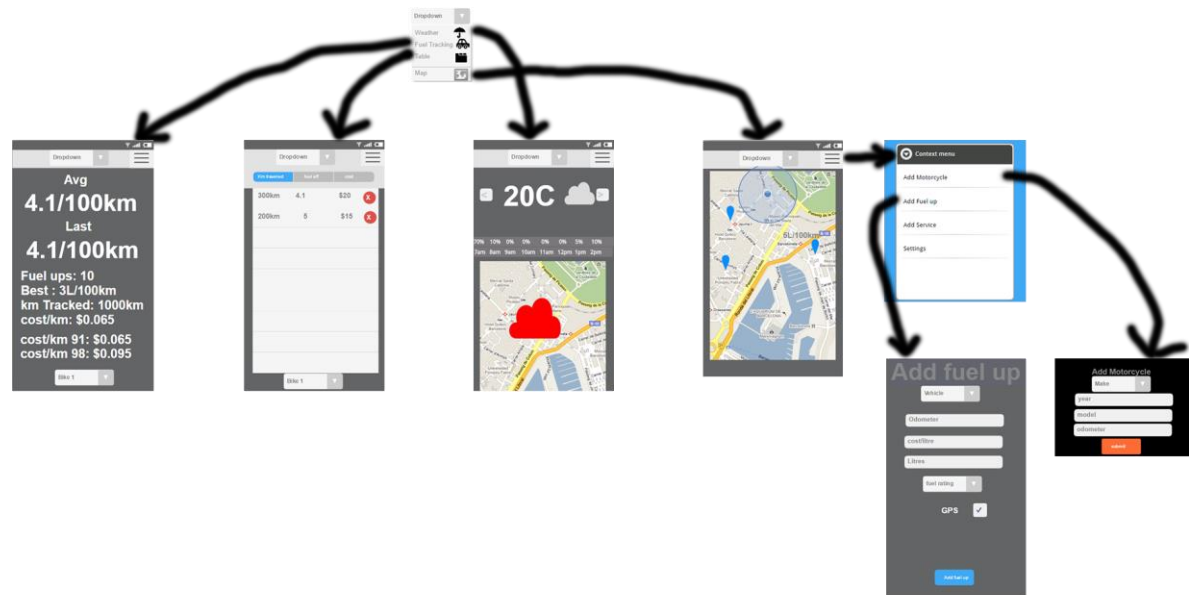 Dropdown
Weather
Fuel Tracking
Table
Map
Dropdown
Avg
4.1/100km
Last
4.1/100km
Fuel ups: 10
Best : 3L/100km
km Tracked: 1000km
cost/km: $0.065
cost/km 91: $0.065
cost/km 98: $0.095
Bike 1
Dropdown
300km 4.1 $20 X
200km 5 $15 X
Bike 1
Dropdown
< 20C >
70% 10% 0% 0% 0% 0% 5% 10%
7am 8am 9am 10am 11am 12pm 1pm 2pm
Dropdown
5L/100km
Context menu
Add Motorcycle
Add Fuel up
Add Service
Settings
Add fuel up
Vehicle
Odometer
cost/litre
Litres
fuel rating
GPS
Add fuel up
Add Motorcycle
Make
year
model
odometer
submit